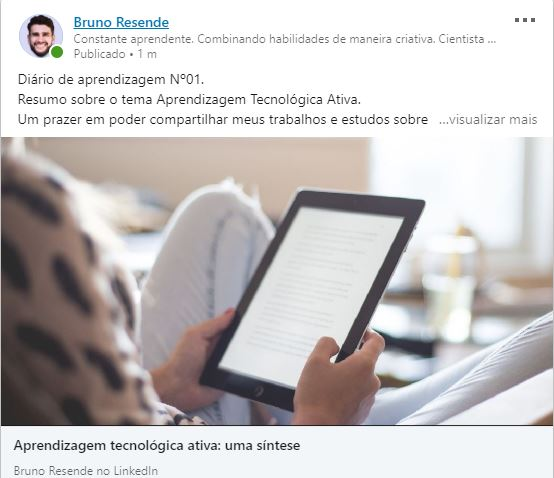 Bruno Resende
Constante aprendente. Combinando habilidades de maneira criativa. Cientista ...
Publicado • 1 m
Diário de aprendizagem Nº01.
Resumo sobre o tema Aprendizagem Tecnológica Ativa.
Um prazer em poder compartilhar meus trabalhos e estudos sobre ...visualizar mais
Aprendizagem tecnológica ativa: uma síntese
Bruno Resende no LinkedIn